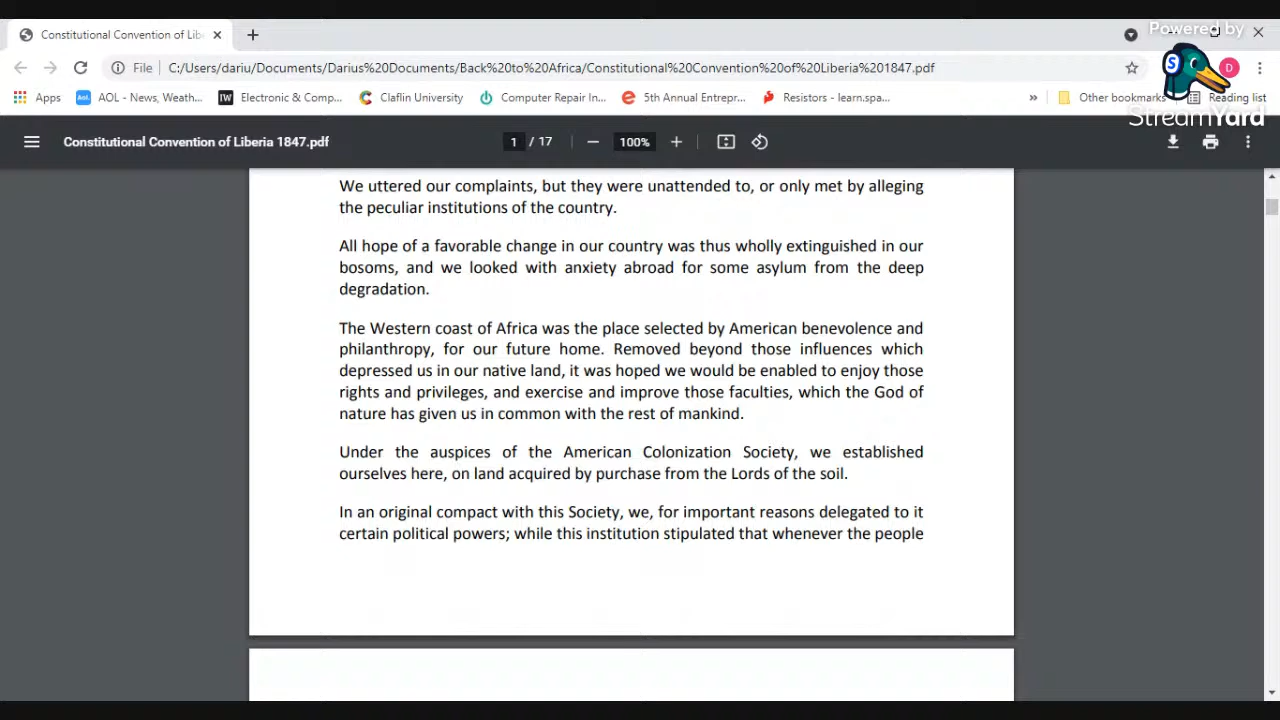 Constitutional Convention of Lib
Powered by
File C:/Users/dariu/Documents/Darius%20Documents/Back%20to%20Africa/Constitutional%20Convention%20of%20Liberia%201847.pdf D
Apps AOL - News, Weath... Electronic & Comp... Claflin University Computer Repair In... 5th Annual Entrepr... Resistors - learn.spa... » Other bookmarks Reading list
StreamYard
Constitutional Convention of Liberia 1847.pdf 1 / 17 100%
We uttered our complaints, but they were unattended to, or only met by alleging
the peculiar institutions of the country.
All hope of a favorable change in our country was thus wholly extinguished in our
bosoms, and we looked with anxiety abroad for some asylum from the deep
degradation.
The Western coast of Africa was the place selected by American benevolence and
philanthropy, for our future home. Removed beyond those influences which
depressed us in our native land, it was hoped we would be enabled to enjoy those
rights and privileges, and exercise and improve those faculties, which the God of
nature has given us in common with the rest of mankind.
Under the auspices of the American Colonization Society, we established
ourselves here, on land acquired by purchase from the Lords of the soil.
In an original compact with this Society, we, for important reasons delegated to it
certain political powers; while this institution stipulated that whenever the people